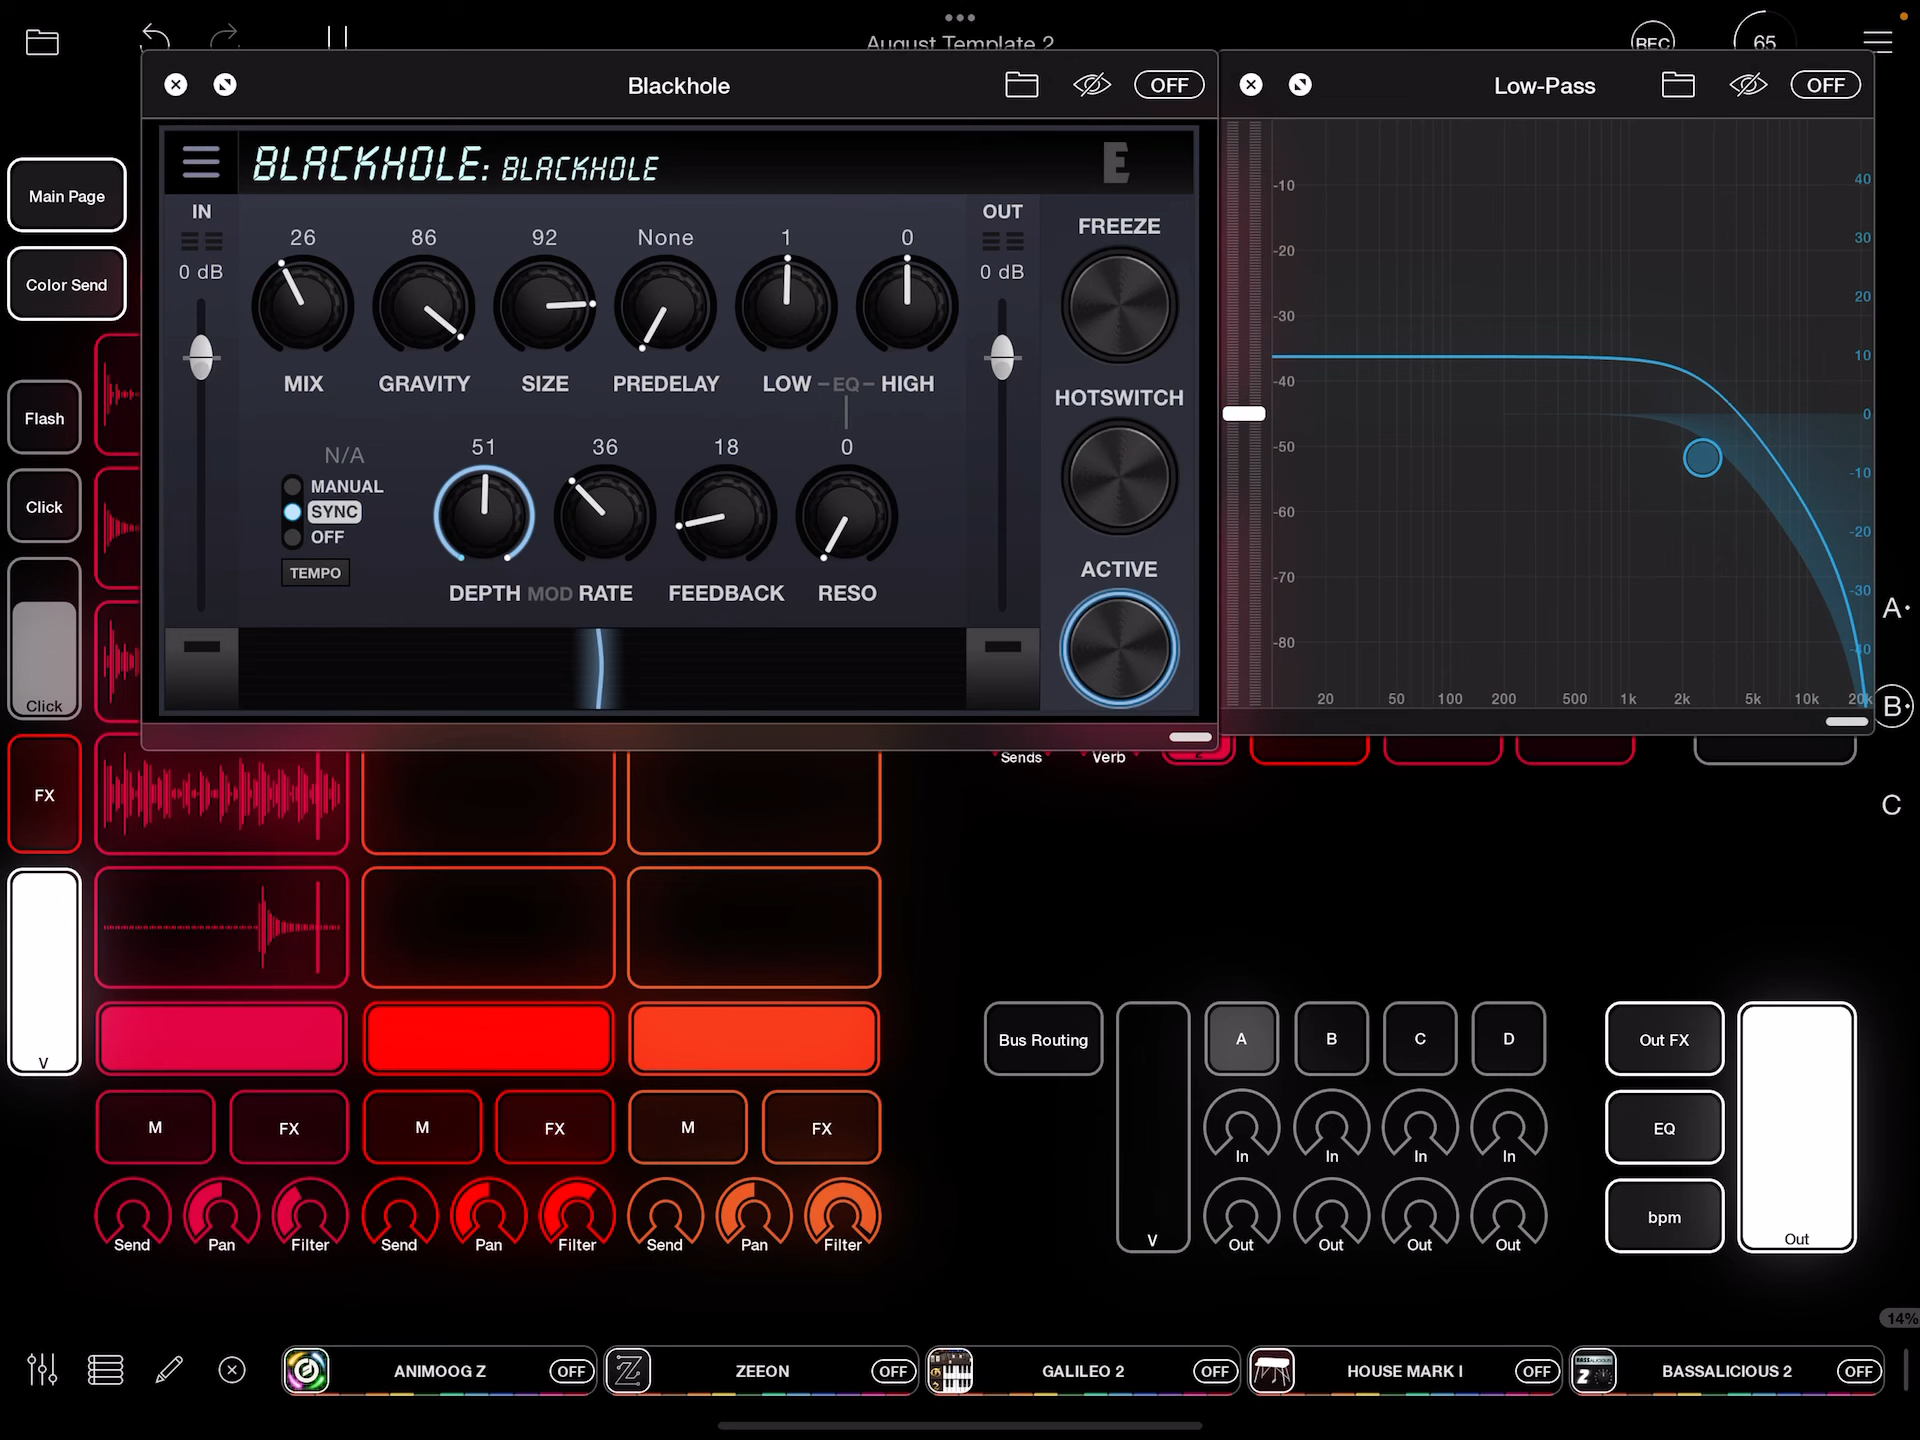 August Template 2
REC
65
Blackhole
OFF
Low-Pass
OFF
BLACKHOLE: BLACKHOLE
E
IN
OUT
FREEZE
26
86
92
None
1
0
0 dB
0 dB
MIX
GRAVITY
SIZE
PREDELAY
LOW
EQ
HIGH
HOTSWITCH
N/A
51
36
18
0
MANUAL
SYNC
OFF
TEMPO
DEPTH
MOD
RATE
FEEDBACK
RESO
ACTIVE
-10
-20
-30
-40
-50
-60
-70
-80
40
30
20
10
0
-10
-20
-30
-40
20
50
100
200
500
1k
2k
5k
10k
20k
A
B
C
Main Page
Color Send
Flash
Click
Click
FX
V
Sends
Verb
M
FX
M
FX
M
FX
Send
Pan
Filter
Send
Pan
Filter
Send
Pan
Filter
Bus Routing
V
A
B
C
D
In
In
In
In
Out
Out
Out
Out
Out FX
EQ
bpm
Out
14%
ANIMOOG Z
OFF
ZEEON
OFF
GALILEO 2
OFF
HOUSE MARK I
OFF
BASSALICIOUS 2
OFF